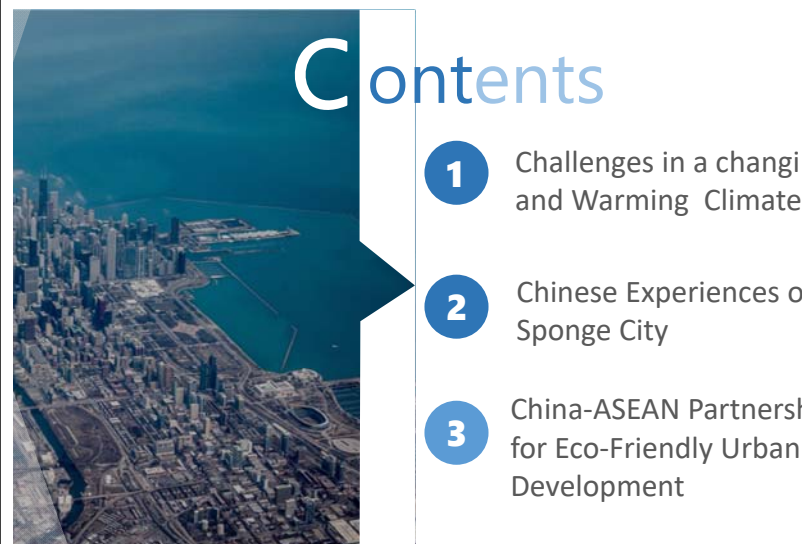 Contents
1
Challenges in a changi
and Warming Climate
2
Chinese Experiences o
Sponge City
3
China-ASEAN Partnersh
for Eco-Friendly Urban
Development